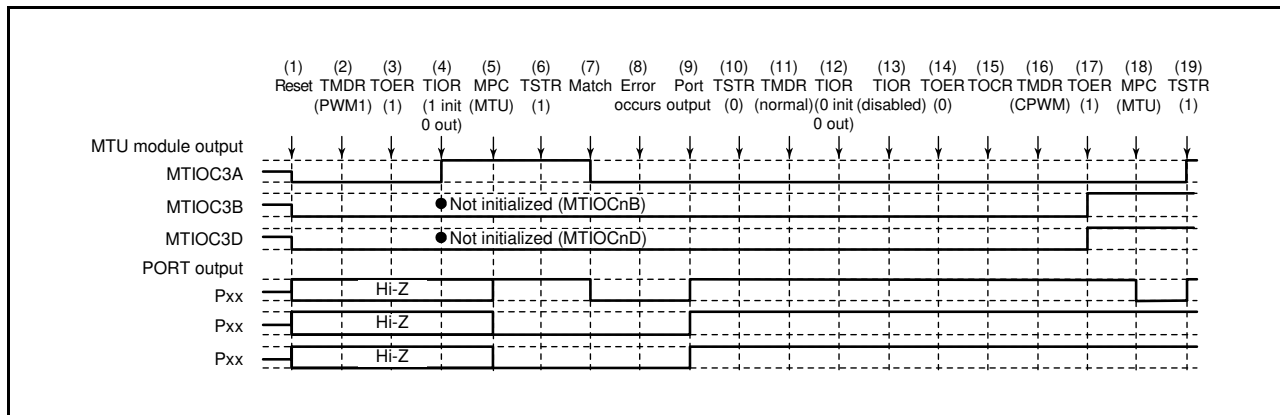 (1) (2) (3) (4) (5) (6) (7) (8) (9) (10) (11) (12) (13) (14) (15) (16) (17) (18) (19)
Reset TMDR TOER TIOR MPC TSTR Match Error Port TSTR TMDR TIOR TIOR TOER TOCR TMDR TOER MPC TSTR
(PWM1) (1) (1 init (MTU) (1) occurs output (0) (normal) (0 init (disabled) (0) (CPWM) (1) (MTU) (1)
0 out) 0 out)
MTU module output
MTIOC3A
MTIOC3B Not initialized (MTIOCnB)
MTIOC3D Not initialized (MTIOCnD)
PORT output
Pxx Hi-Z
Pxx Hi-Z
Pxx Hi-Z